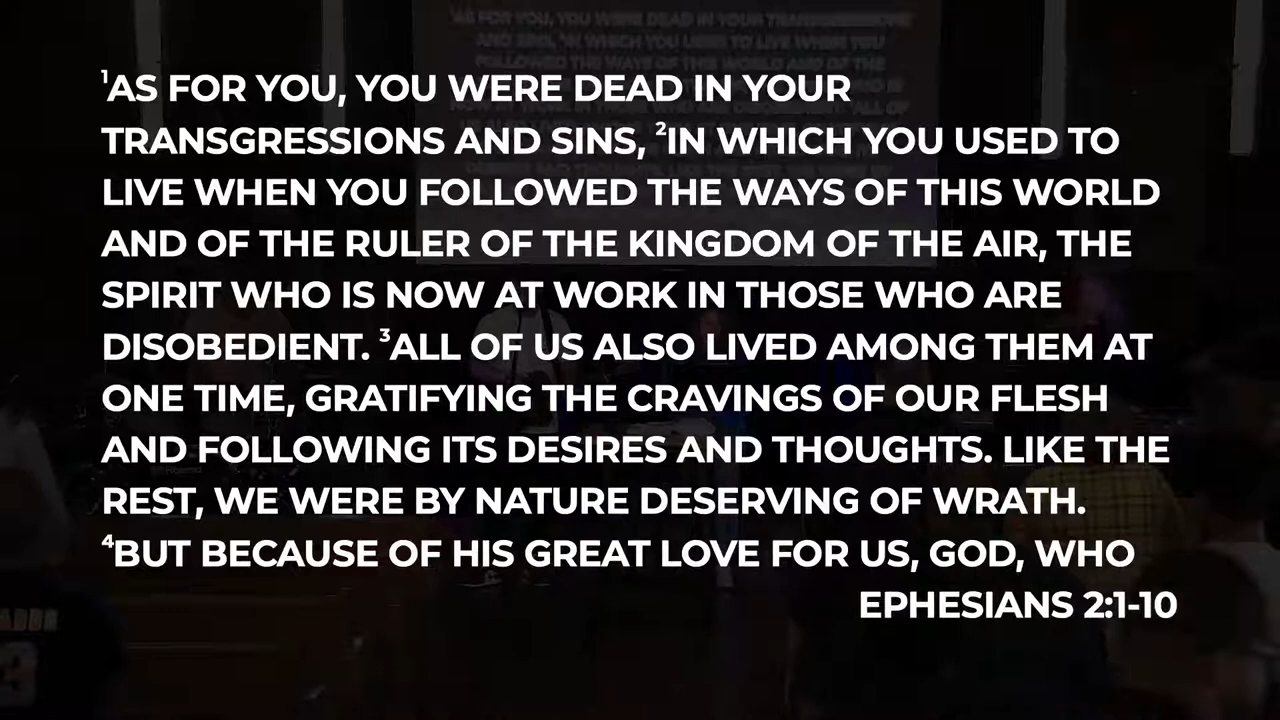 ¹AS FOR YOU, YOU WERE DEAD IN YOUR
TRANSGRESSIONS AND SINS, ²IN WHICH YOU USED TO
LIVE WHEN YOU FOLLOWED THE WAYS OF THIS WORLD
AND OF THE RULER OF THE KINGDOM OF THE AIR, THE
SPIRIT WHO IS NOW AT WORK IN THOSE WHO ARE
DISOBEDIENT. ³ALL OF US ALSO LIVED AMONG THEM AT
ONE TIME, GRATIFYING THE CRAVINGS OF OUR FLESH
AND FOLLOWING ITS DESIRES AND THOUGHTS. LIKE THE
REST, WE WERE BY NATURE DESERVING OF WRATH.
⁴BUT BECAUSE OF HIS GREAT LOVE FOR US, GOD, WHO
EPHESIANS 2:1-10